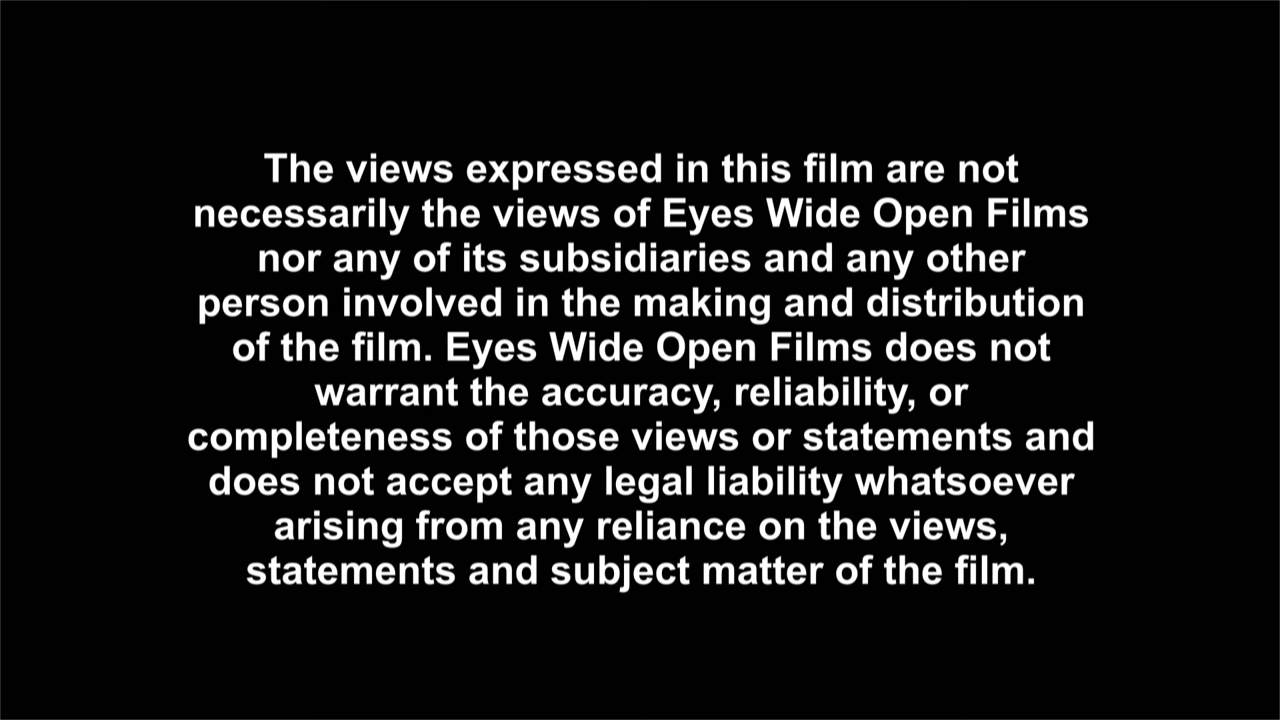 The views expressed in this film are not
necessarily the views of Eyes Wide Open Films
nor any of its subsidiaries and any other
person involved in the making and distribution
of the film. Eyes Wide Open Films does not
warrant the accuracy, reliability, or
completeness of those views or statements and
does not accept any legal liability whatsoever
arising from any reliance on the views,
statements and subject matter of the film.